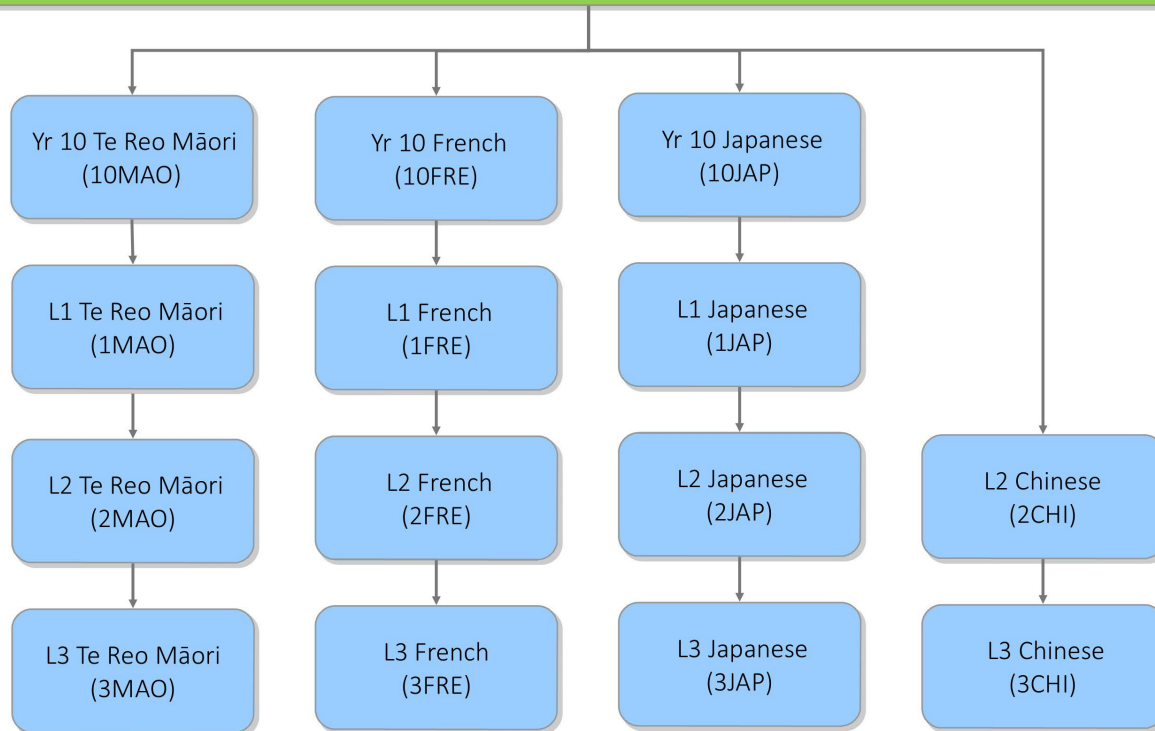 Yr 10 Te Reo Māori
(10MAO)
Yr 10 French
(10FRE)
Yr 10 Japanese
(10JAP)
L1 Te Reo Māori
(1MAO)
L1 French
(1FRE)
L1 Japanese
(1JAP)
L2 Te Reo Māori
(2MAO)
L2 French
(2FRE)
L2 Japanese
(2JAP)
L2 Chinese
(2CHI)
L3 Te Reo Māori
(3MAO)
L3 French
(3FRE)
L3 Japanese
(3JAP)
L3 Chinese
(3CHI)